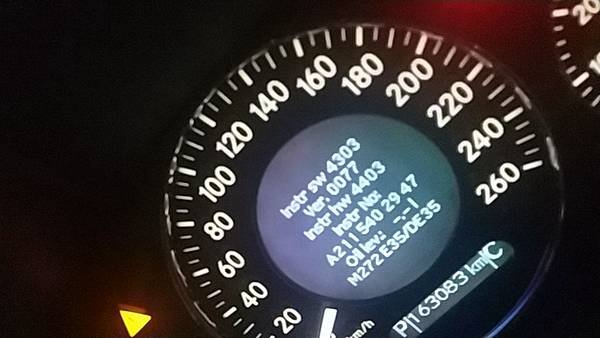 20
40
60
80
100
120
140
160
180
200
220
240
260
Instr sw 4303
Ver. 0077
Instr hw 4403
Instr No:
A211 540 29 47
Oil lev.: -.- l
M272 E35/DE35
km/h
P 163083 km °C
20